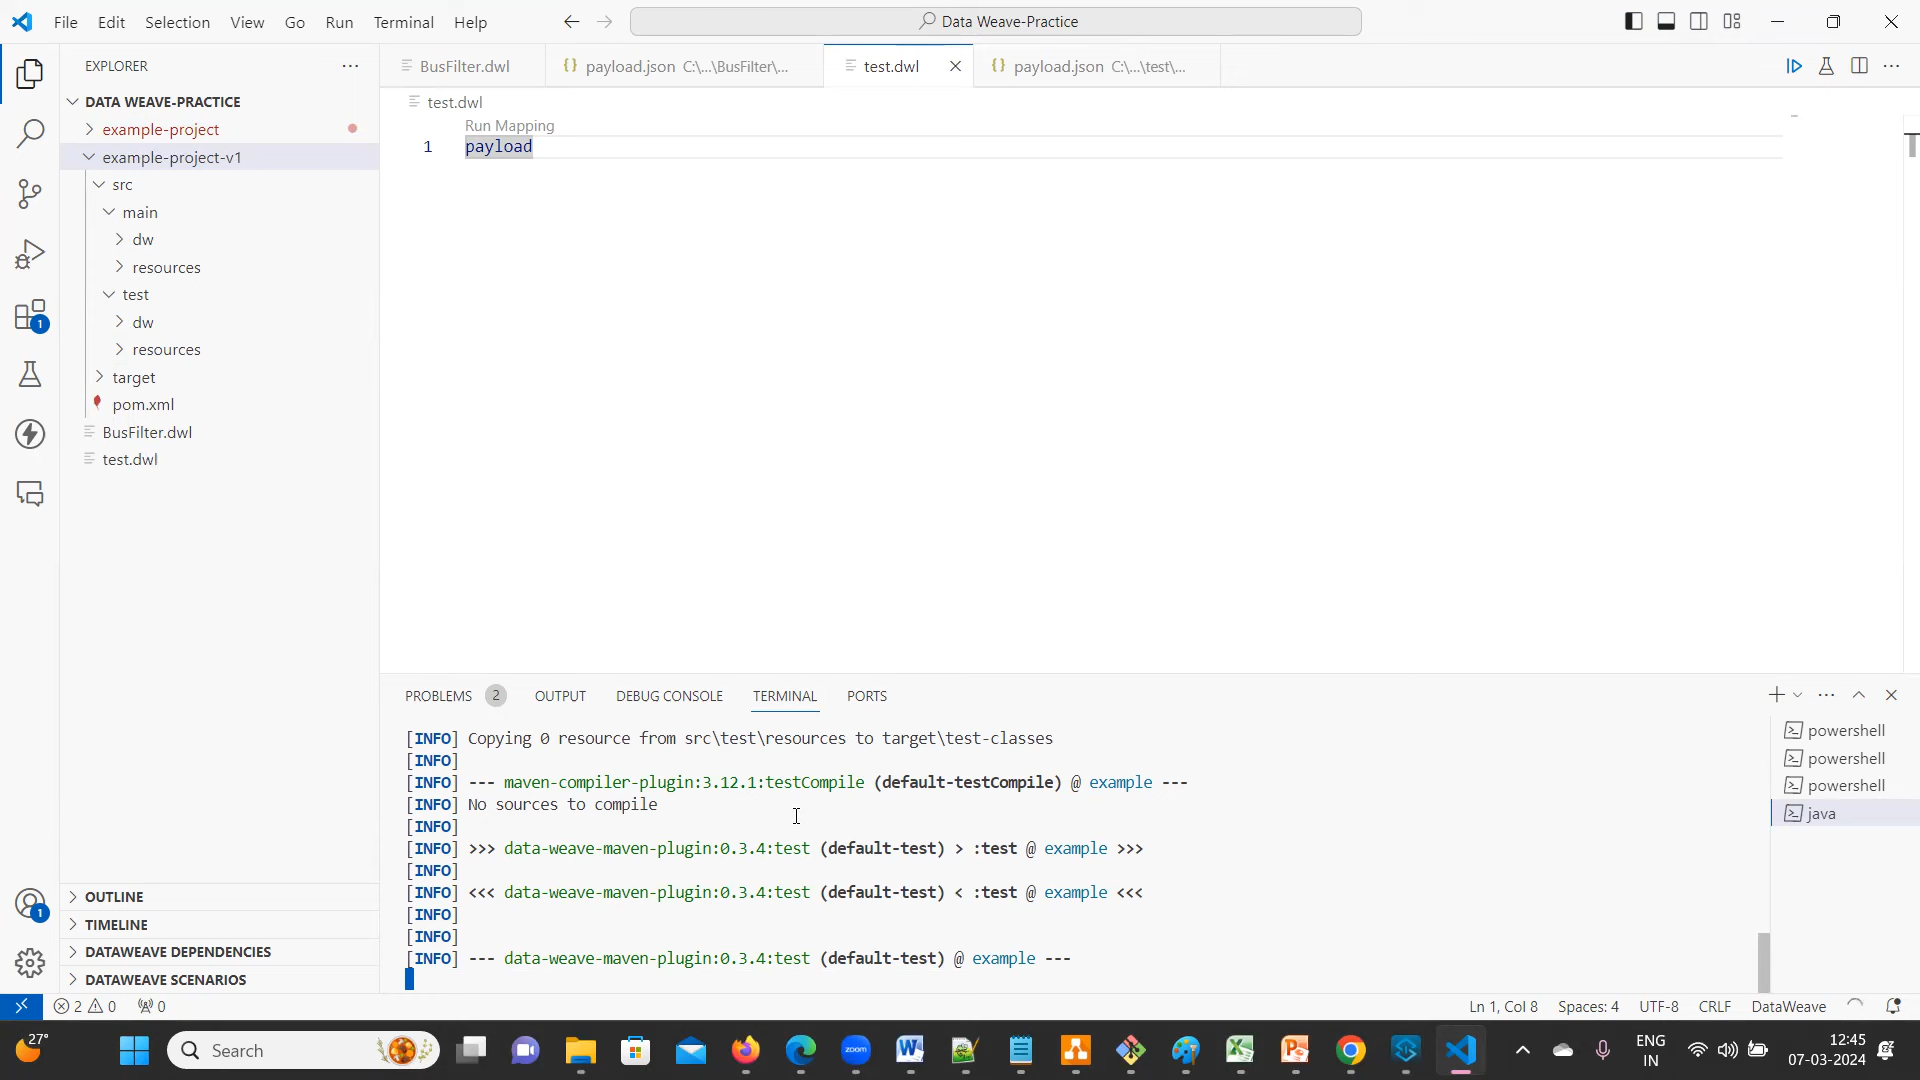 File Edit Selection View Go Run Terminal Help
Data Weave-Practice
EXPLORER
DATA WEAVE-PRACTICE
example-project
example-project-v1
src
main
dw
resources
test
dw
resources
target
pom.xml
BusFilter.dwl
test.dwl
OUTLINE
TIMELINE
DATAWEAVE DEPENDENCIES
DATAWEAVE SCENARIOS
1
1
BusFilter.dwl
payload.json C:\...\BusFilter\...
test.dwl
payload.json C:\...\test\...
test.dwl
Run Mapping
1 payload
PROBLEMS 2 OUTPUT DEBUG CONSOLE TERMINAL PORTS
[INFO] Copying 0 resource from src\test\resources to target\test-classes
[INFO]
[INFO] --- maven-compiler-plugin:3.12.1:testCompile (default-testCompile) @ example ---
[INFO] No sources to compile
[INFO]
[INFO] >>> data-weave-maven-plugin:0.3.4:test (default-test) > :test @ example >>>
[INFO]
[INFO] <<< data-weave-maven-plugin:0.3.4:test (default-test) < :test @ example <<<
[INFO]
[INFO]
[INFO] --- data-weave-maven-plugin:0.3.4:test (default-test) @ example ---
powershell
powershell
powershell
java
2 0 0
Ln 1, Col 8 Spaces: 4 UTF-8 CRLF DataWeave
27°
Search
zoom
ENG
IN
12:45
07-03-2024